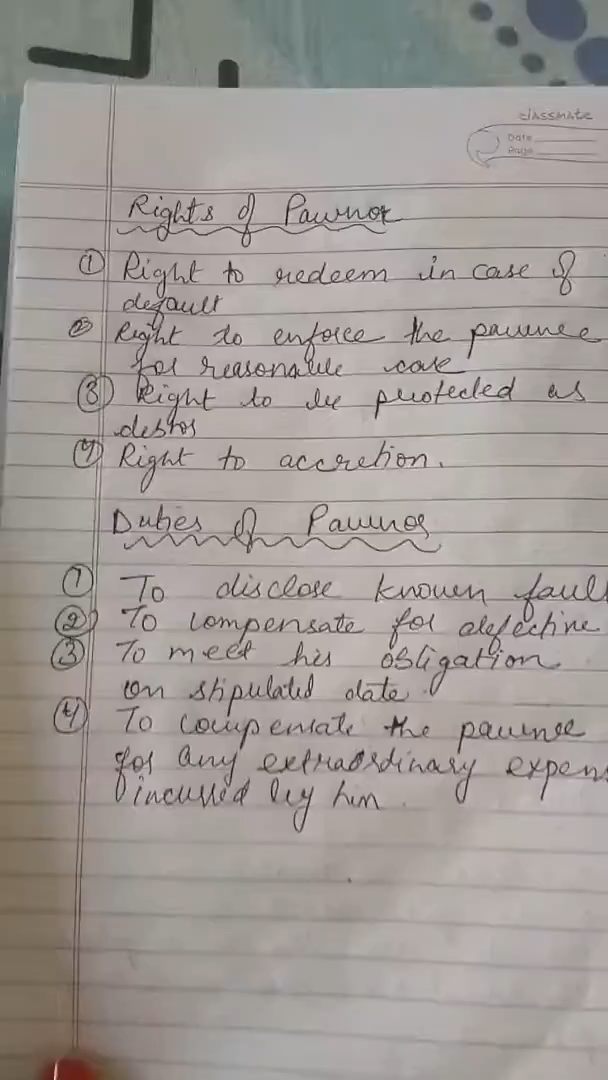 classmate
Date
Page
Rights of Pawnor
① Right to redeem in case of
default
② Right to enforce the pawnee
for reasonable case
③ Right to be protected as
debtor
④ Right to accretion.
Duties of Pawnor
① To disclose known faul
② To compensate for defective
③ To meet his obligation
on stipulated date.
④ To compensate the pawnee
for any extraordinary expens
incurred by him.